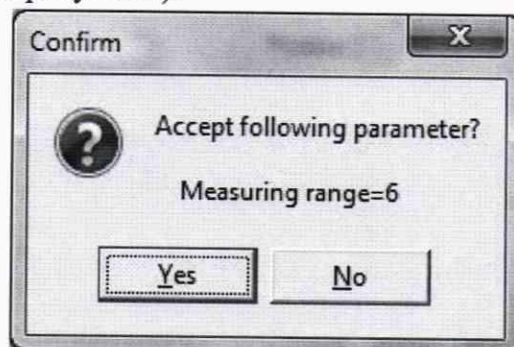 Confirm
X
Accept following parameter?
Measuring range=6
Yes
No